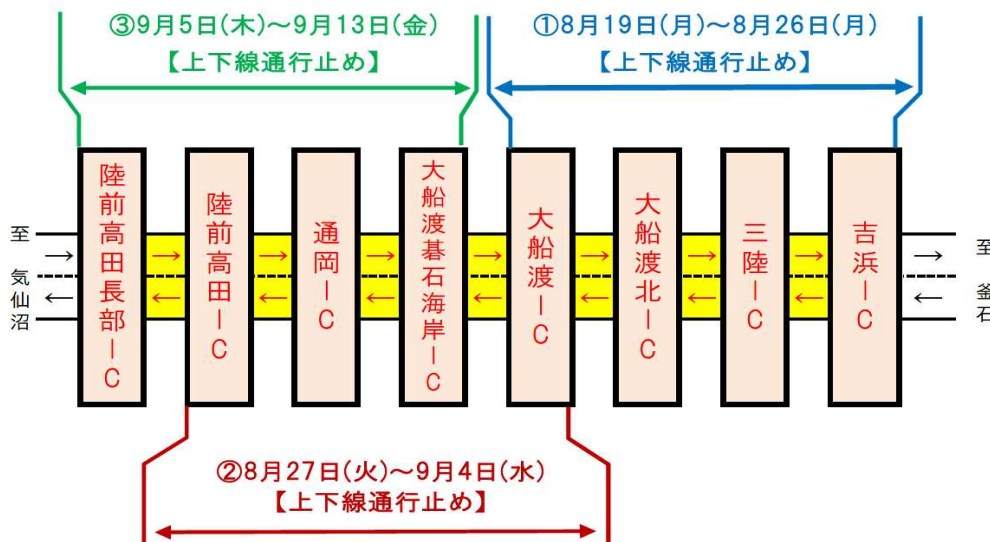 ③9月5日(木)～9月13日(金)
【上下線通行止め】
①8月19日(月)～8月26日(月)
【上下線通行止め】
至 気仙沼
陸前高田長部IC
陸前高田IC
通岡IC
大船渡碁石海岸IC
大船渡IC
大船渡北IC
三陸IC
吉浜IC
至 釜石
→ → → → → → → → →
← ← ← ← ← ← ← ← ←
②8月27日(火)～9月4日(水)
【上下線通行止め】